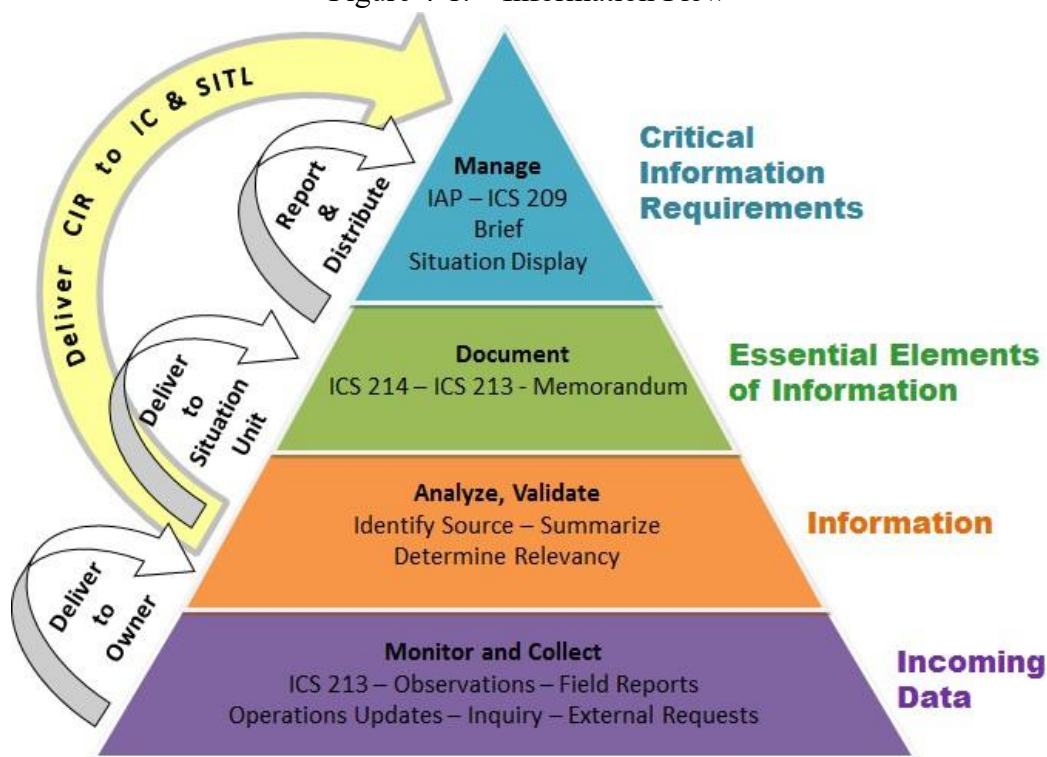 Deliver CIR to IC & SITL
Report
&
Distribute
Manage
IAP – ICS 209
Brief
Situation Display
Critical
Information
Requirements
Deliver
to
Situation
Unit
Document
ICS 214 – ICS 213 - Memorandum
Essential Elements
of Information
Analyze, Validate
Identify Source – Summarize
Determine Relevancy
Information
Deliver
to
Owner
Monitor and Collect
ICS 213 – Observations – Field Reports
Operations Updates – Inquiry – External Requests
Incoming
Data